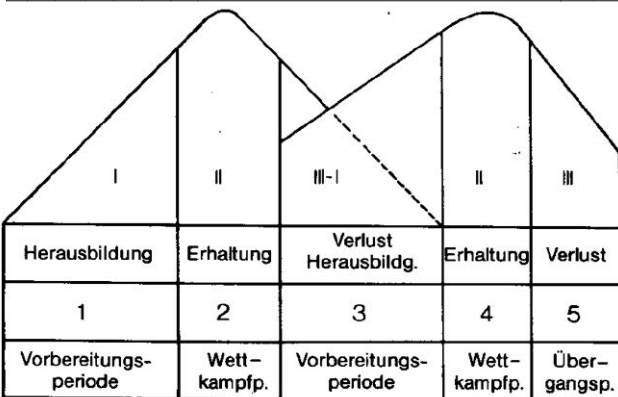 I II III-I II III
Herausbildung Erhaltung Verlust Herausbildg. Erhaltung Verlust
1 2 3 4 5
Vorbereitungs- Wett- Vorbereitungs- Wett- Über-
periode kampfp. periode kampfp. gangsp.